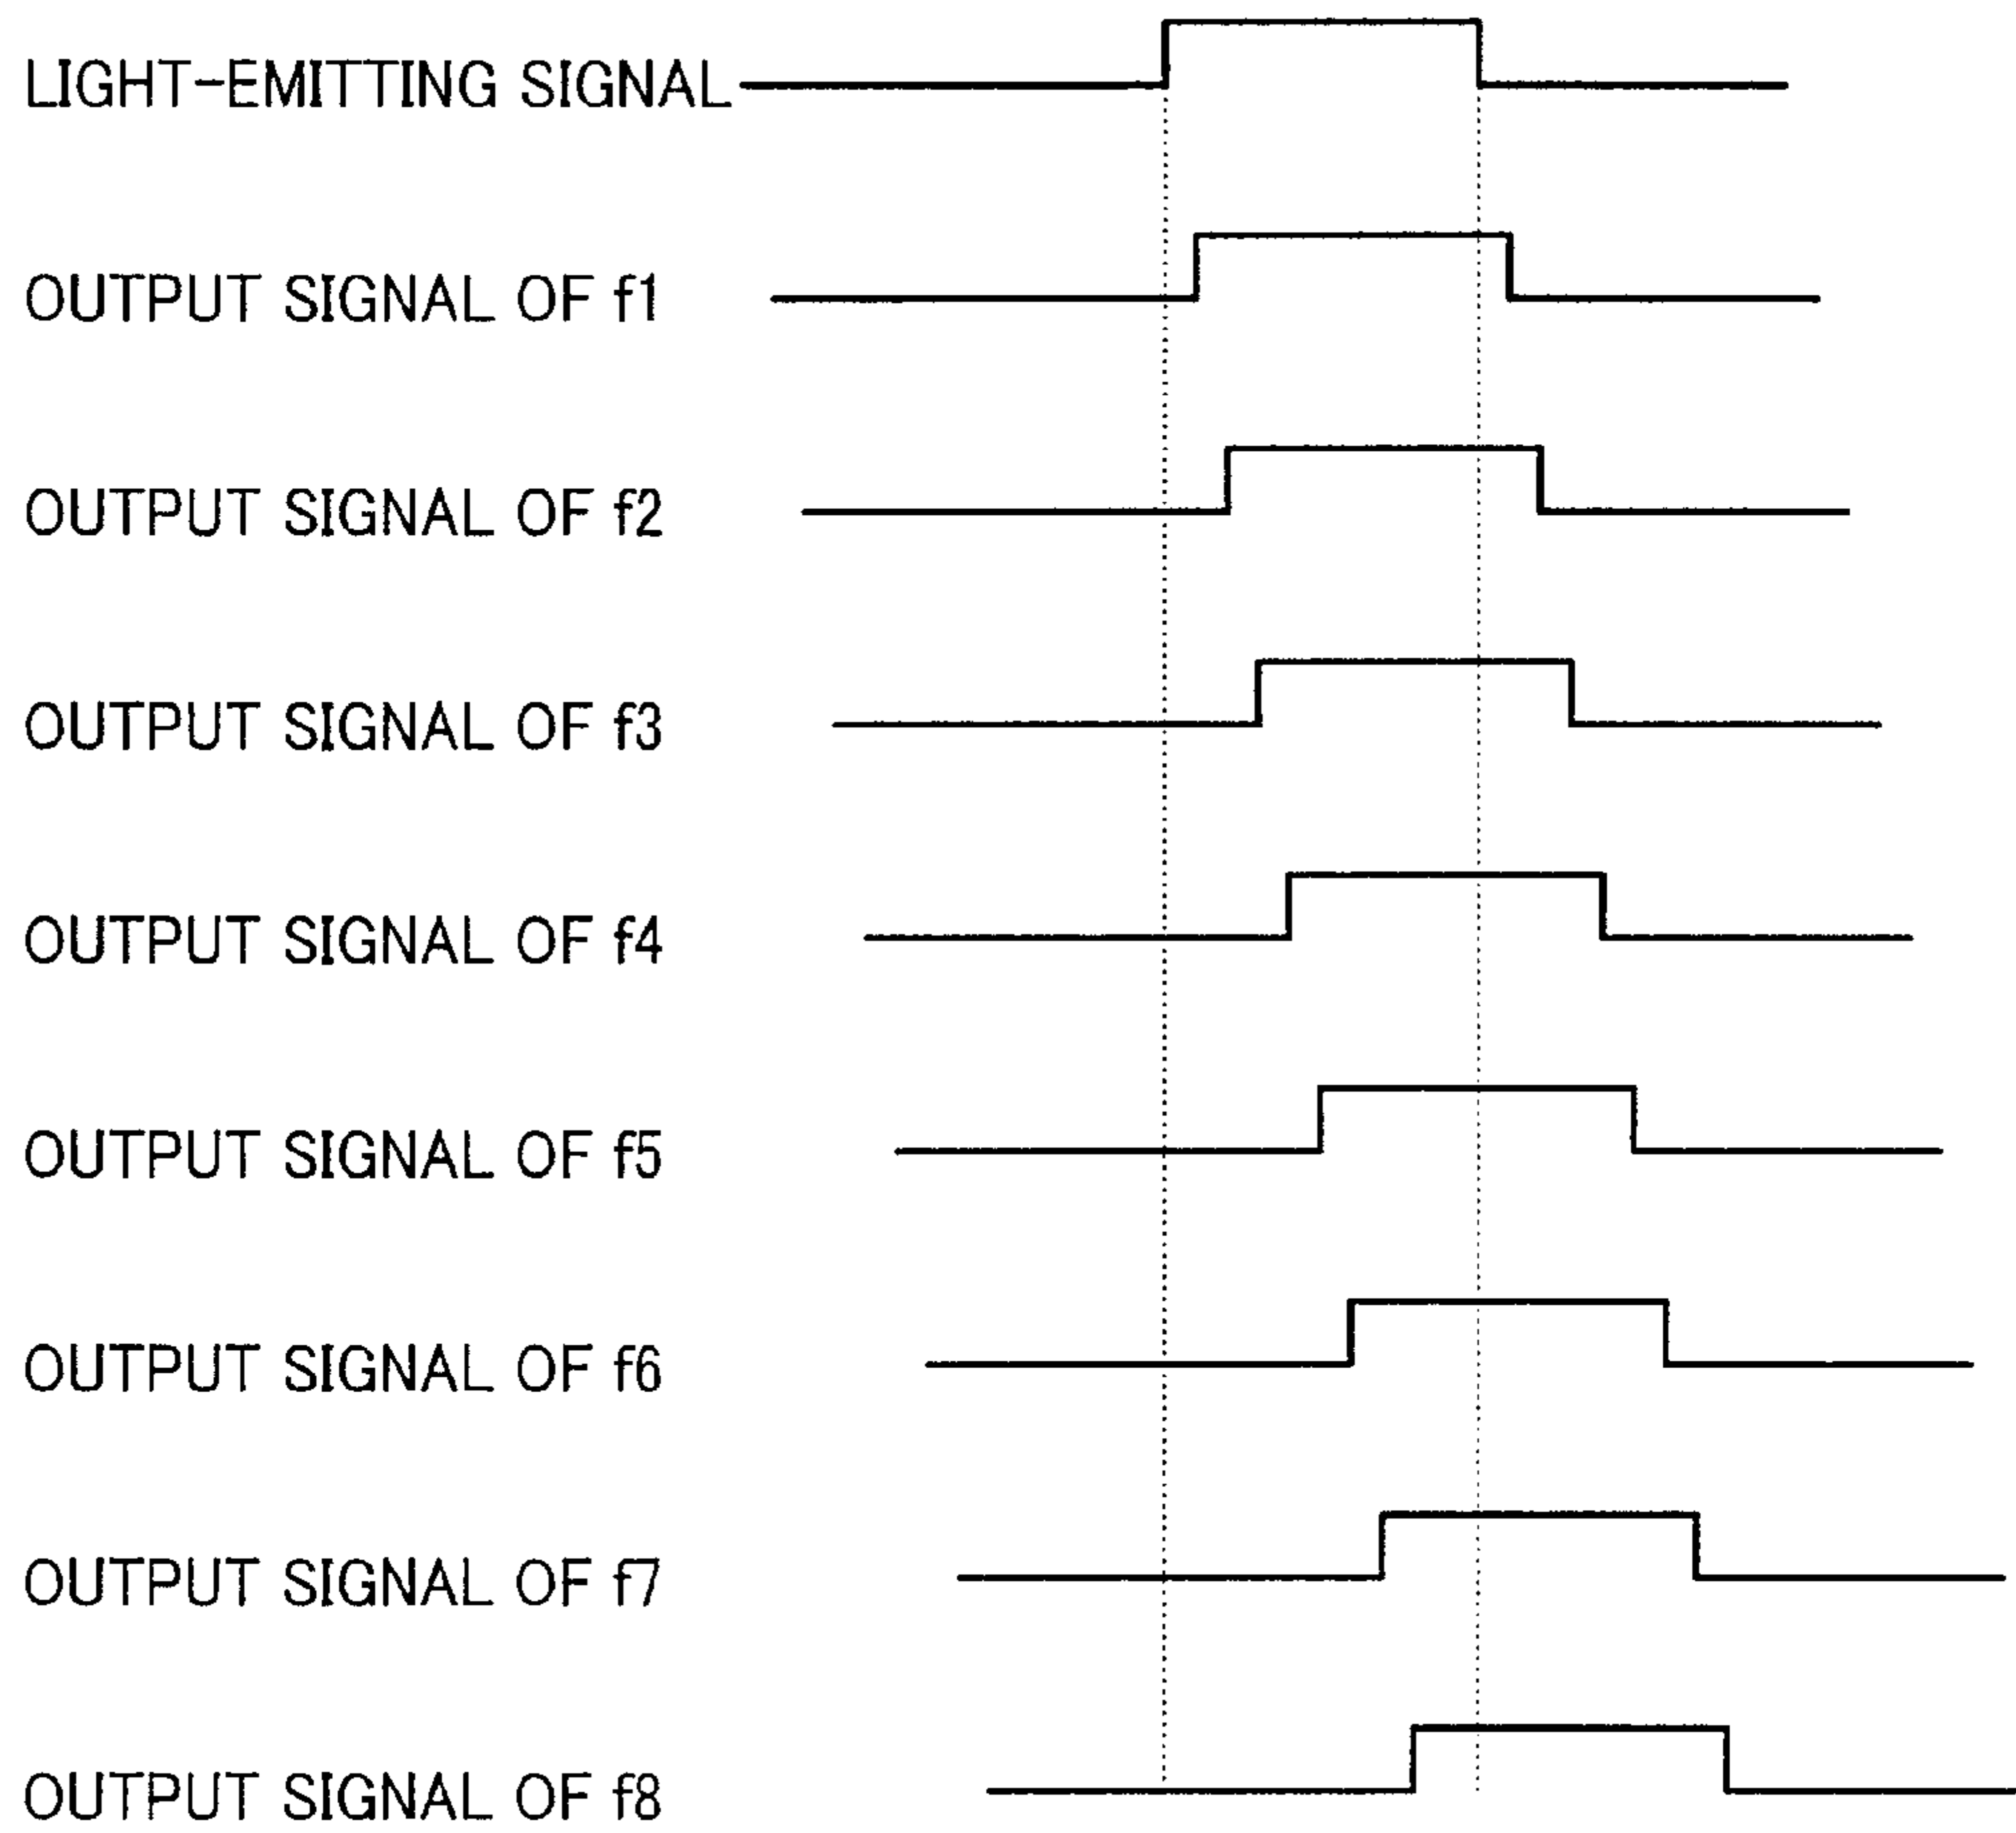 LIGHT-EMITTING SIGNAL
OUTPUT SIGNAL OF f1
OUTPUT SIGNAL OF f2
OUTPUT SIGNAL OF f3
OUTPUT SIGNAL OF f4
OUTPUT SIGNAL OF f5
OUTPUT SIGNAL OF f6
OUTPUT SIGNAL OF f7
OUTPUT SIGNAL OF f8